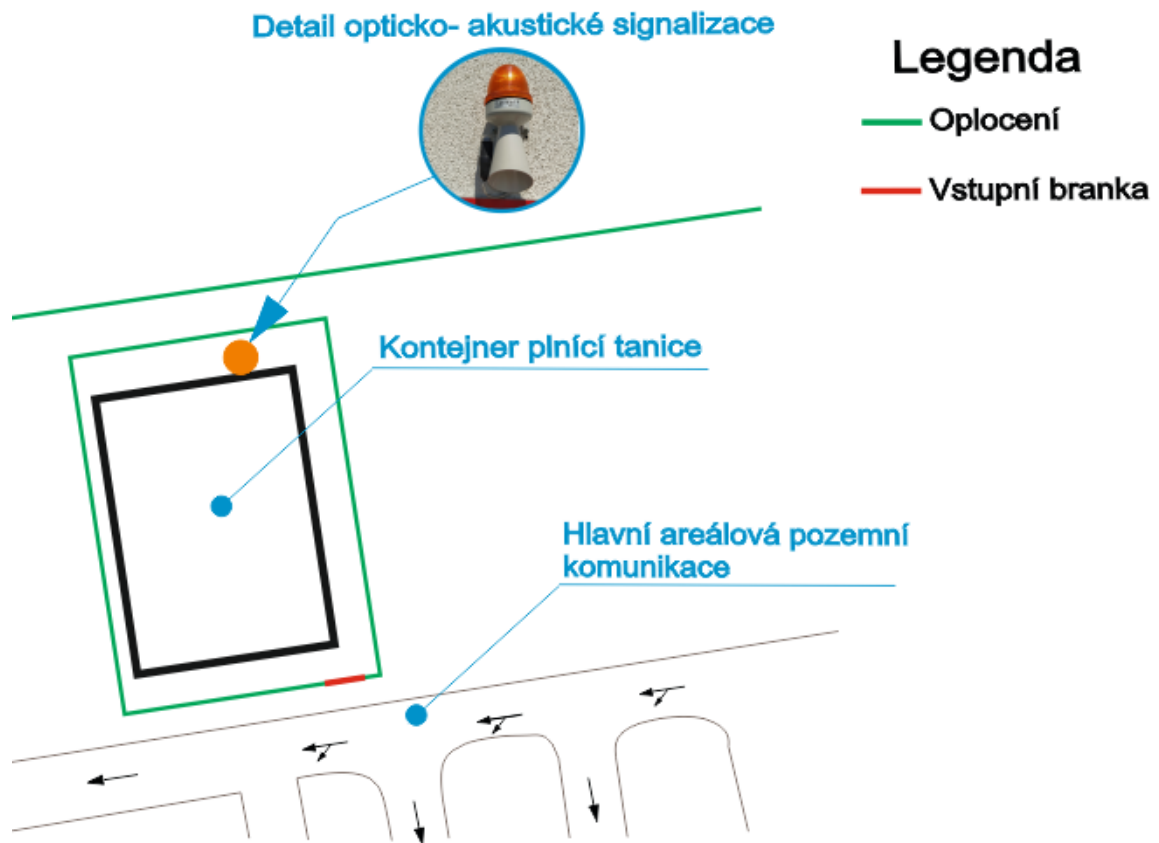 Detail opticko- akustické signalizace
Legenda
Oplocení
Vstupní branka
Kontejner plnící tanice
Hlavní areálová pozemní
komunikace